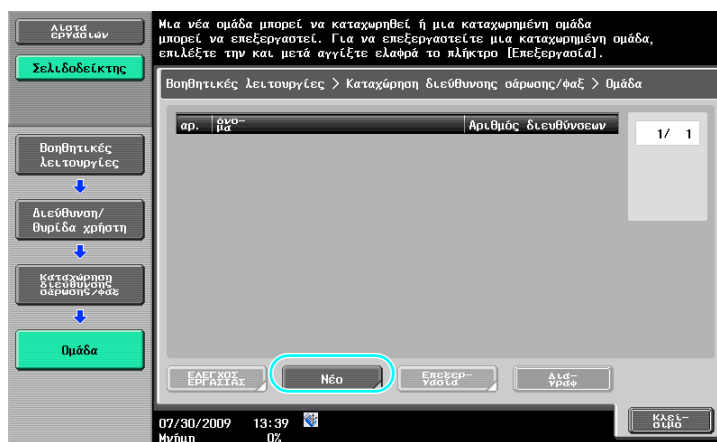 Λίστα
εργασιών
Μια νέα ομάδα μπορεί να καταχωρηθεί ή μια καταχωρημένη ομάδα
μπορεί να επεξεργαστεί. Για να επεξεργαστείτε μια καταχωρημένη ομάδα,
επιλέξτε την και μετά αγγίξτε ελαφρά το πλήκτρο [Επεξεργασία].
Σελιδοδείκτης
Βοηθητικές λειτουργίες > Καταχώρηση διεύθυνσης σάρωσης/φαξ > Ομάδα
αρ.
όνο-
μα
Αριθμός διευθύνσεων
1/ 1
Βοηθητικές
λειτουργίες
Διεύθυνση/
θυρίδα χρήστη
Καταχώρηση
διεύθυνσης
σάρωσης/φαξ
Ομάδα
ΕΛΕΓΧΟΣ
ΕΡΓΑΣΙΑΣ
Νέο
Επεξερ-
γασία
Δια-
γραφ
07/30/2009 13:39
Μνήμη 0%
Κλεί-
σιμο